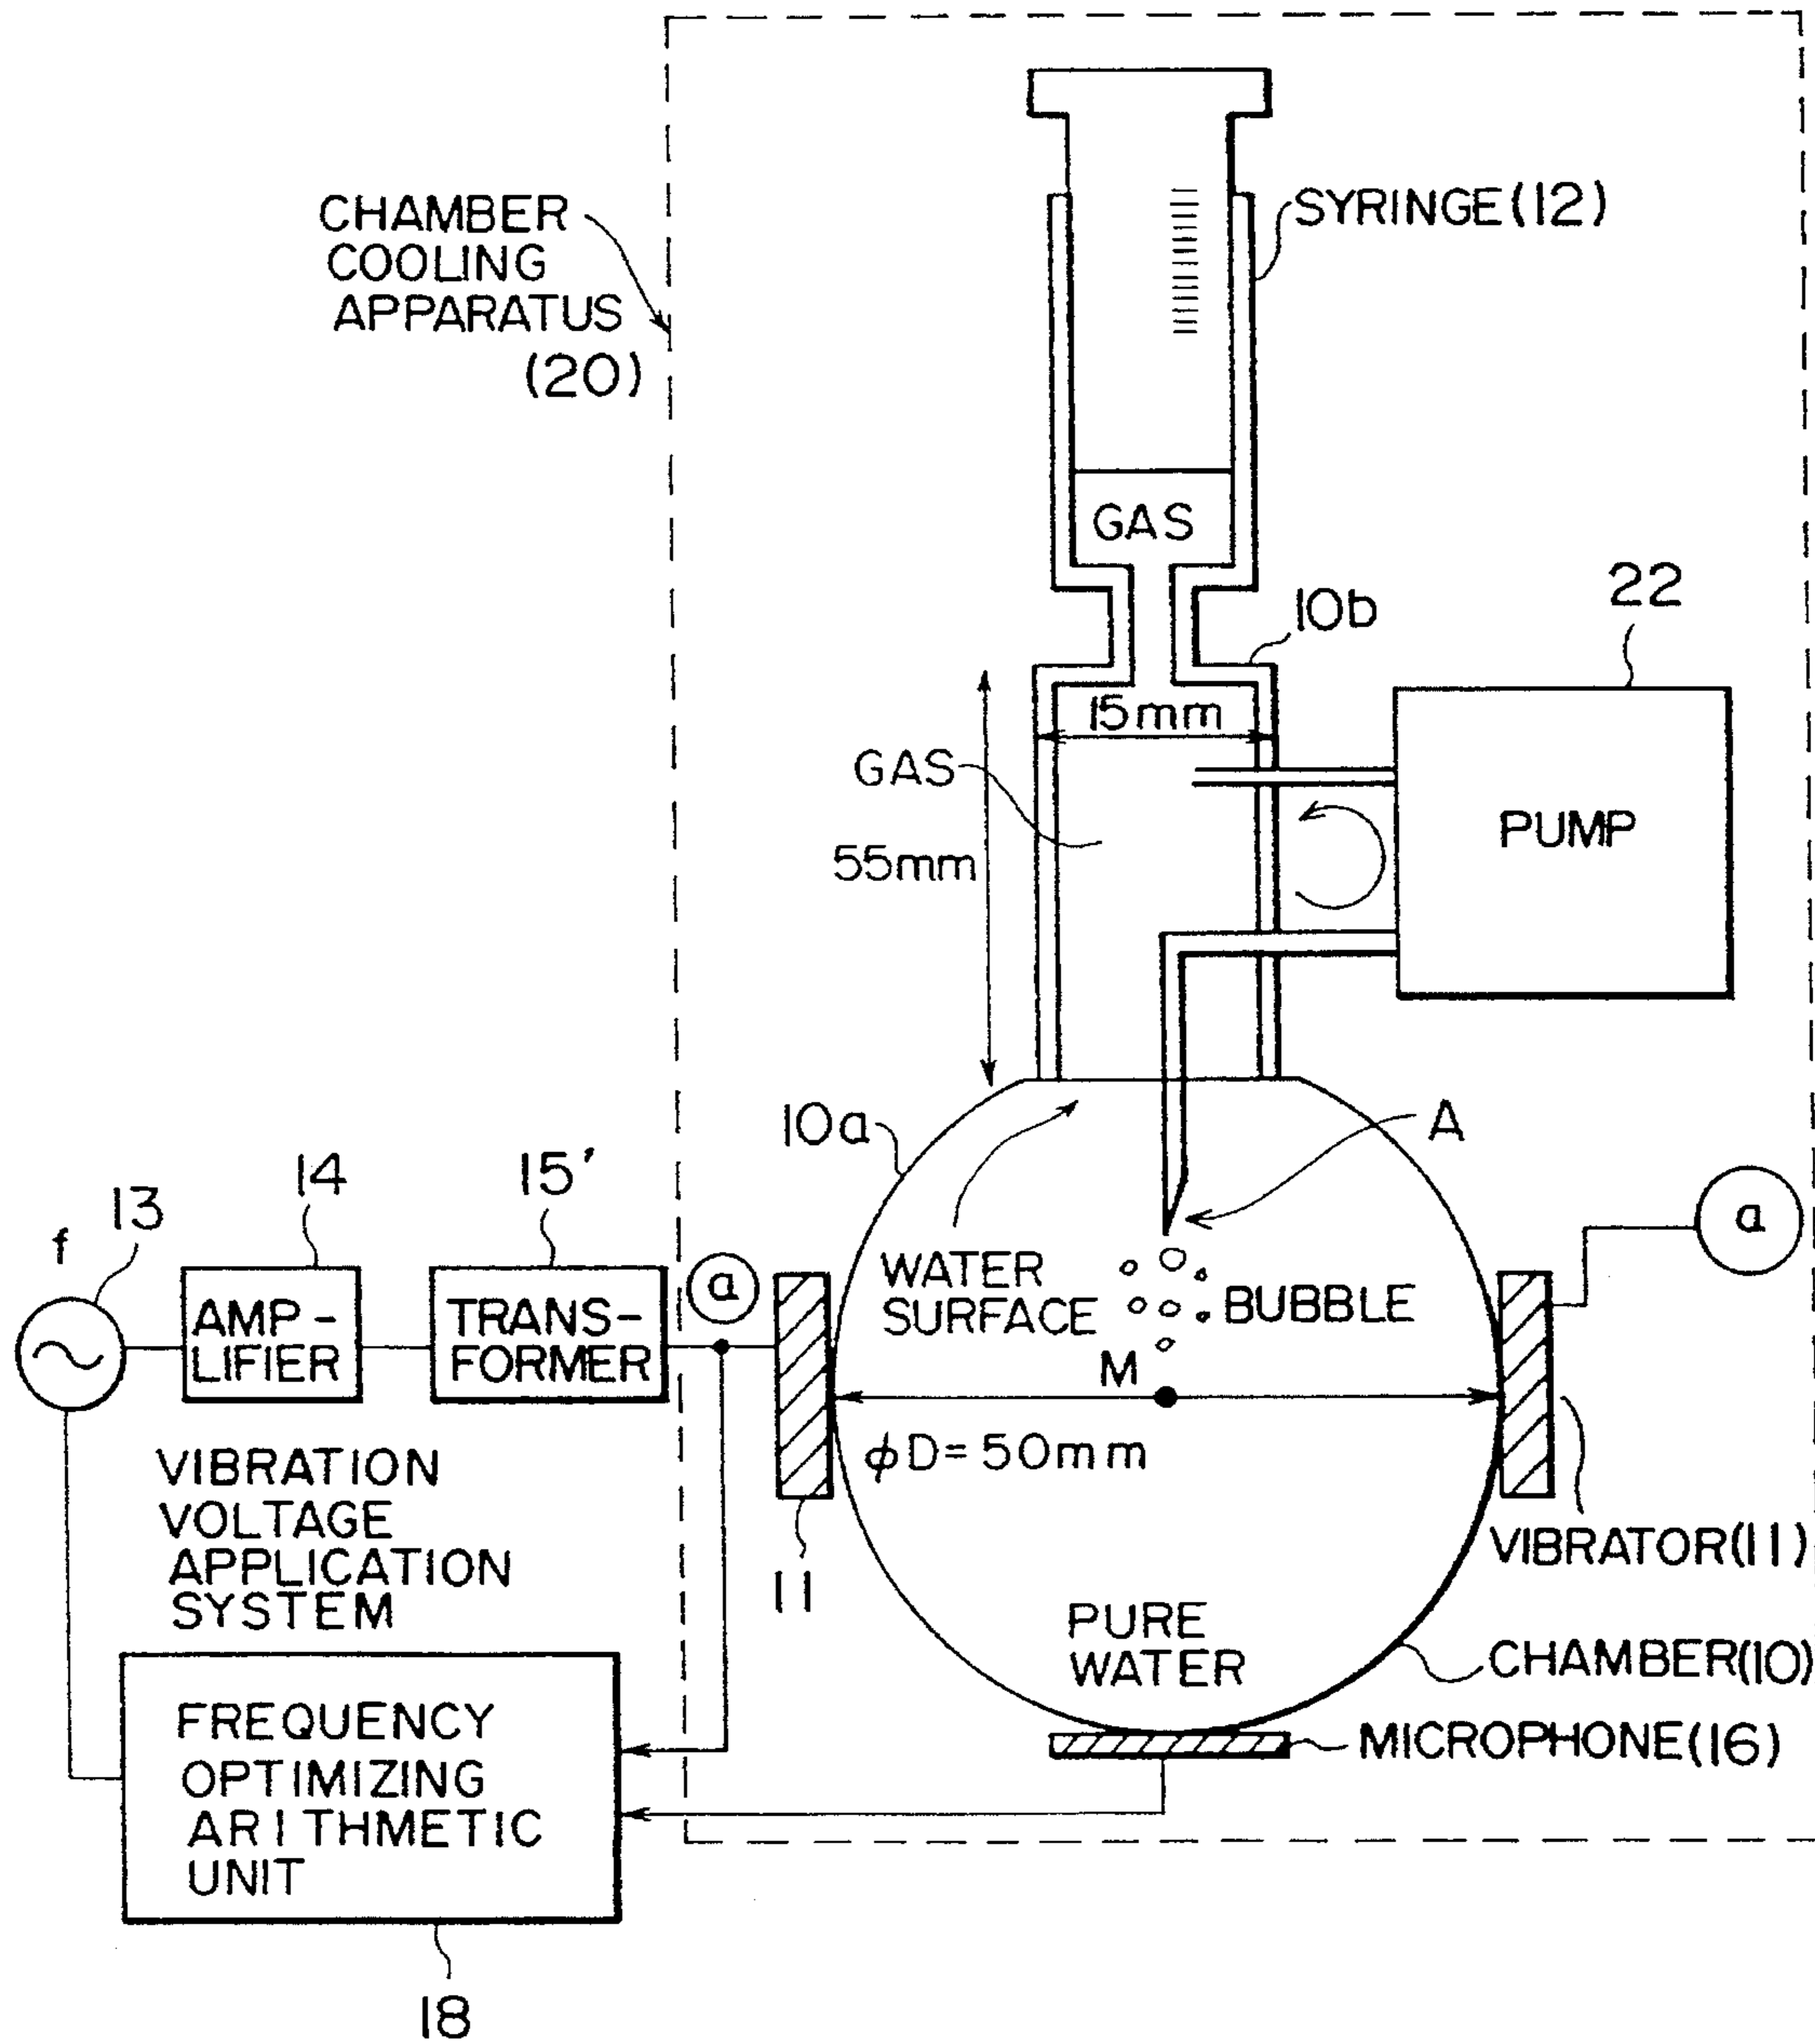 CHAMBER
COOLING
APPARATUS
(20)
SYRINGE(12)
GAS
10b
22
15mm
GAS
55mm
PUMP
10a
A
a
f
13
14
15'
AMP-
LIFIER
TRANS-
FORMER
a
WATER
SURFACE
BUBBLE
M
φD=50mm
VIBRATION
VOLTAGE
APPLICATION
SYSTEM
11
VIBRATOR(11)
PURE
WATER
CHAMBER(10)
MICROPHONE(16)
FREQUENCY
OPTIMIZING
ARITHMETIC
UNIT
18